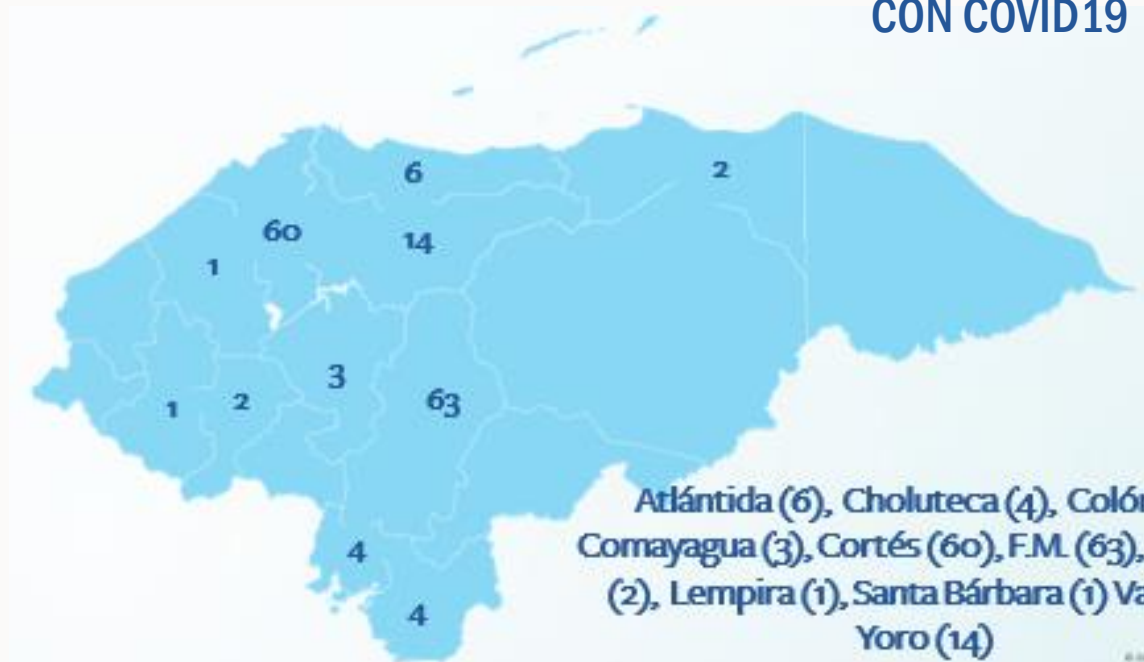 CON COVID19
6
2
60
14
1
3
1
2
63
4
4
Atlántida (6), Choluteca (4), Colón
Comayagua (3), Cortés (60), F.M. (63),
(2), Lempira (1), Santa Bárbara (1) Va
Yoro (14)